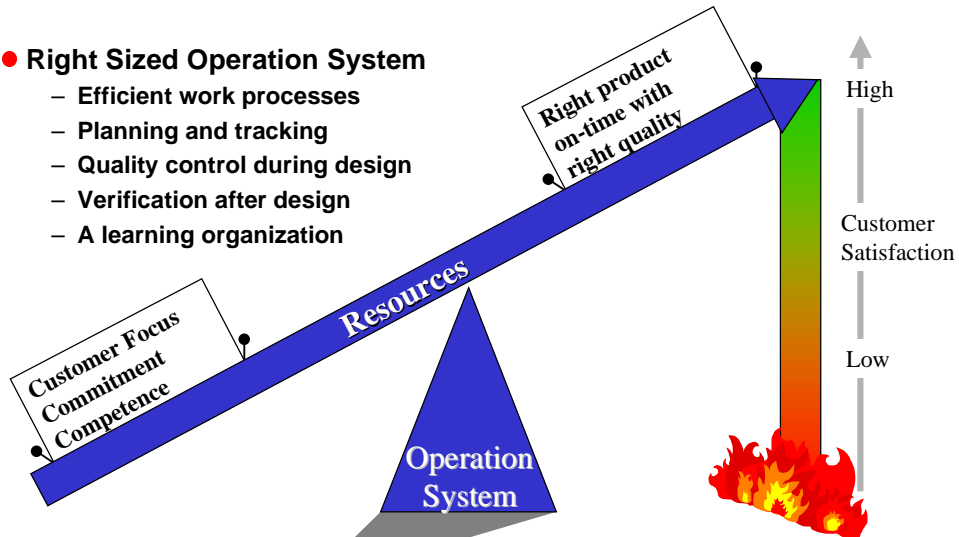 ● Right Sized Operation System
– Efficient work processes
– Planning and tracking
– Quality control during design
– Verification after design
– A learning organization
Right product
on-time with
right quality
High
Customer
Satisfaction
Low
Resources
Customer Focus
Commitment
Competence
Operation
System